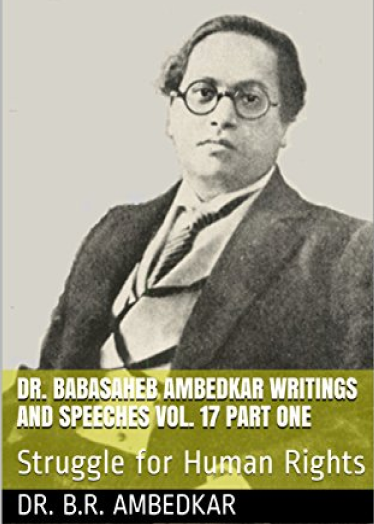 DR. BABASAHEB AMBEDKAR WRITINGS
AND SPEECHES VOL. 17 PART ONE
Struggle for Human Rights
DR. B.R. AMBEDKAR